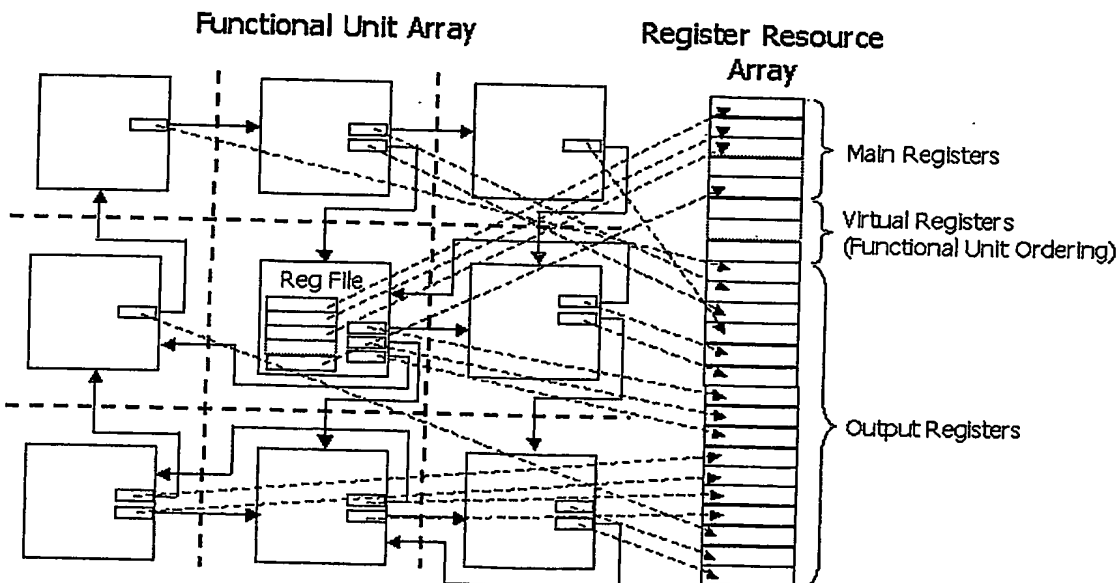 Functional Unit Array
Register Resource
Array
Main Registers
Virtual Registers
(Functional Unit Ordering)
Reg File
Output Registers